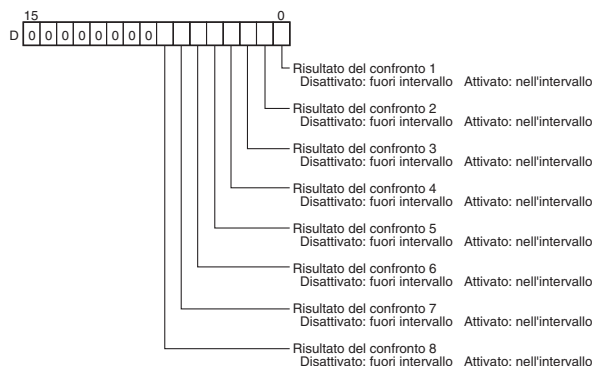 15 0
D 0 0 0 0 0 0 0 0
Risultato del confronto 1
Disattivato: fuori intervallo Attivato: nell'intervallo
Risultato del confronto 2
Disattivato: fuori intervallo Attivato: nell'intervallo
Risultato del confronto 3
Disattivato: fuori intervallo Attivato: nell'intervallo
Risultato del confronto 4
Disattivato: fuori intervallo Attivato: nell'intervallo
Risultato del confronto 5
Disattivato: fuori intervallo Attivato: nell'intervallo
Risultato del confronto 6
Disattivato: fuori intervallo Attivato: nell'intervallo
Risultato del confronto 7
Disattivato: fuori intervallo Attivato: nell'intervallo
Risultato del confronto 8
Disattivato: fuori intervallo Attivato: nell'intervallo